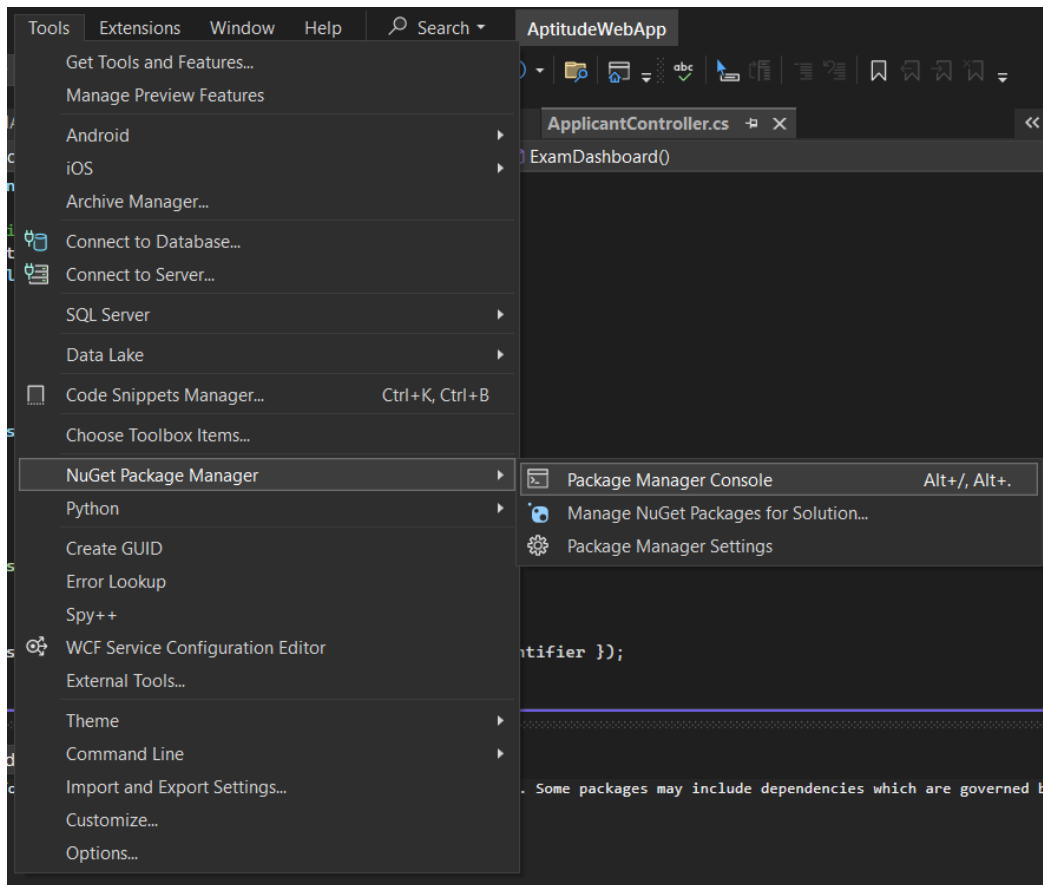 Tools Extensions Window Help Search AptitudeWebApp
Get Tools and Features...
Manage Preview Features
Android
iOS
Archive Manager...
Connect to Database...
Connect to Server...
SQL Server
Data Lake
Code Snippets Manager... Ctrl+K, Ctrl+B
Choose Toolbox Items...
NuGet Package Manager
Python
Create GUID
Error Lookup
Spy++
WCF Service Configuration Editor
External Tools...
Theme
Command Line
Import and Export Settings...
Customize...
Options...
abc
ApplicantController.cs
ExamDashboard()
Package Manager Console Alt+/, Alt+.
Manage NuGet Packages for Solution...
Package Manager Settings
});
. Some packages may include dependencies which are governed